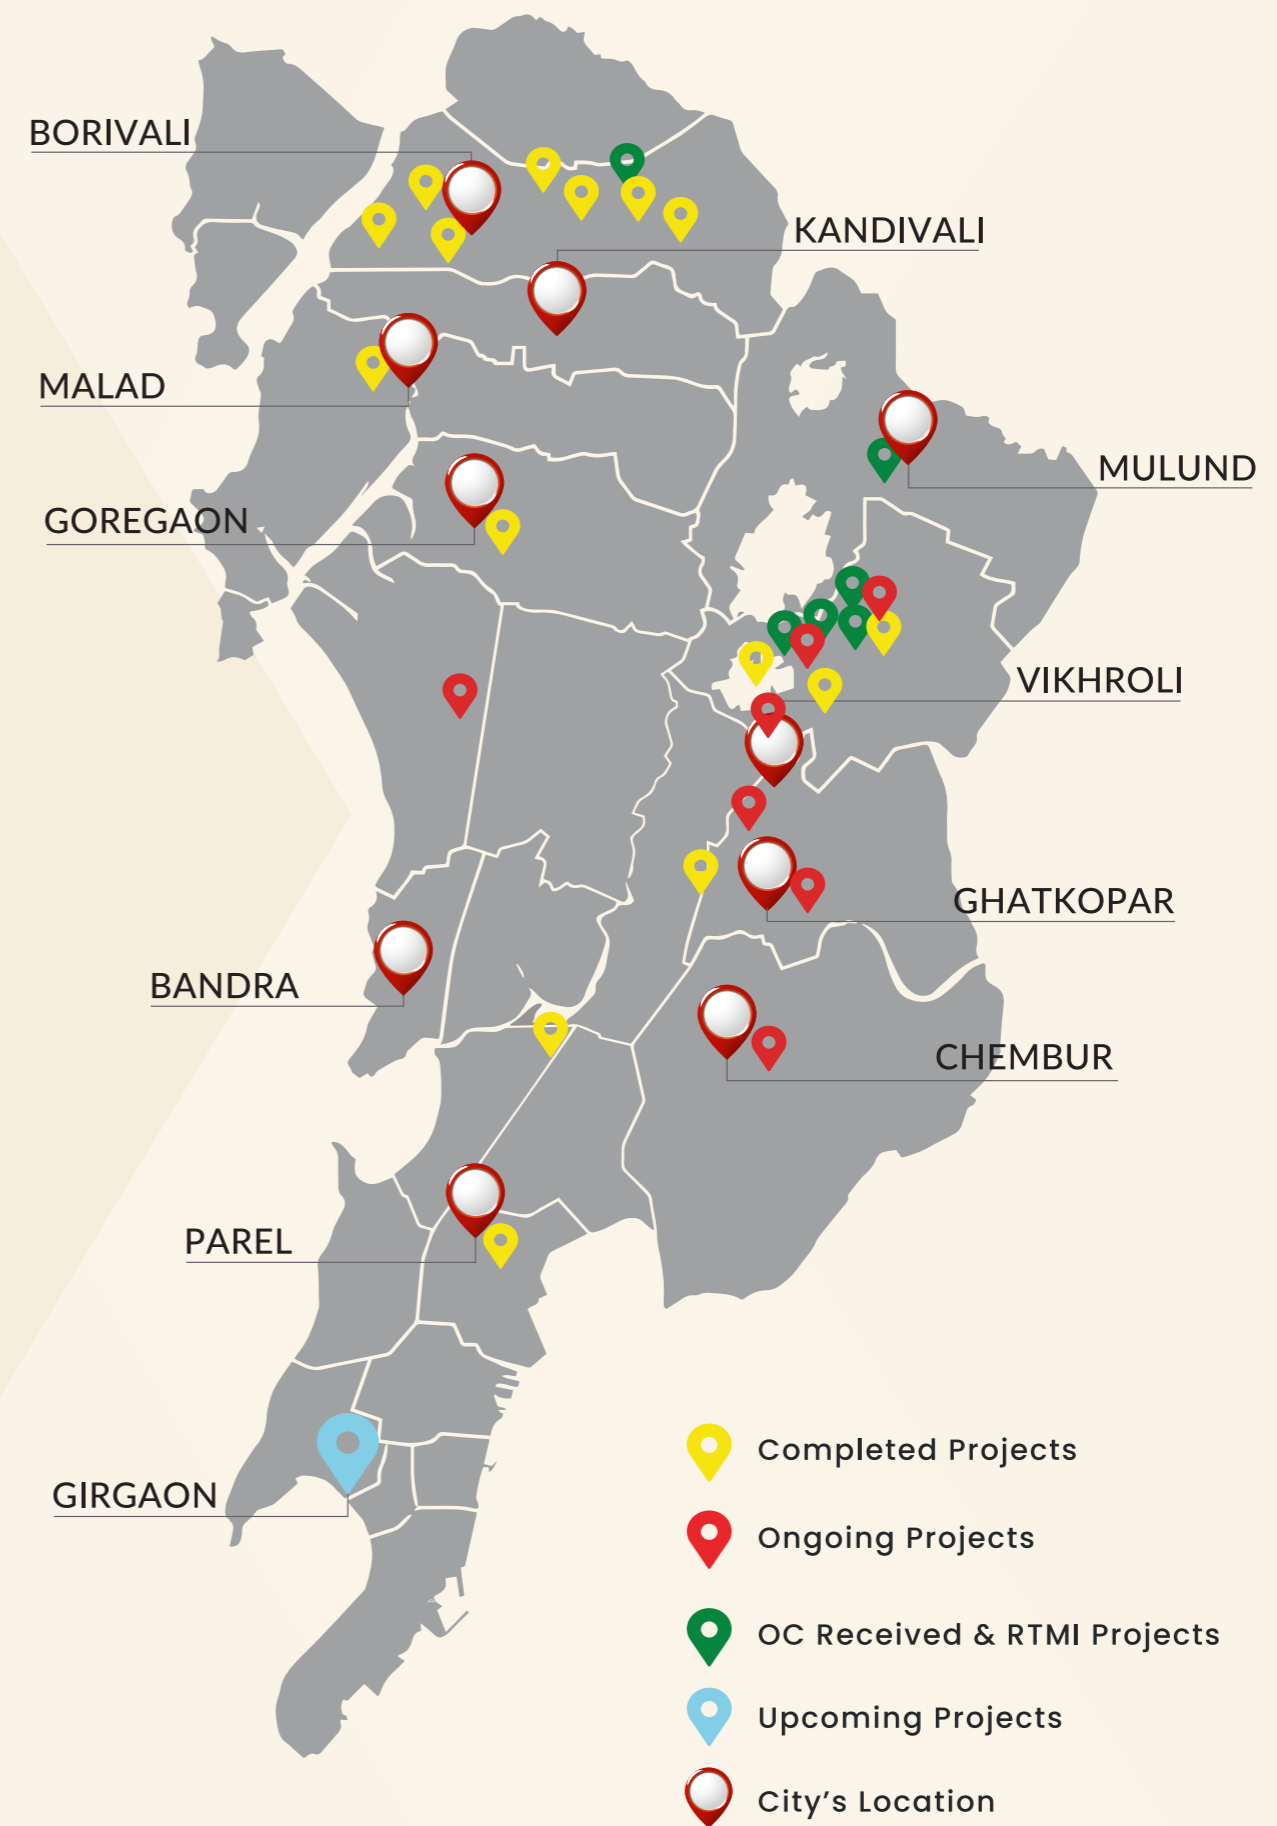 BORIVALI
KANDIVALI
MALAD
MULUND
GOREGAON
VIKHROLI
GHATKOPAR
BANDRA
CHEMBUR
PAREL
GIRGAON
Completed Projects
Ongoing Projects
OC Received & RTMI Projects
Upcoming Projects
City's Location